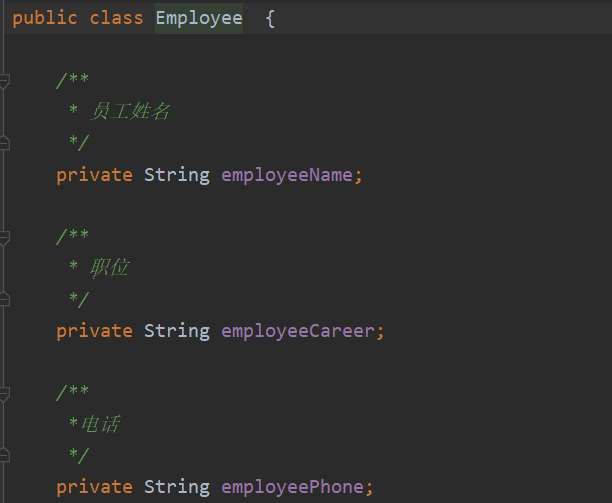 public class Employee  {
/**
* 员工姓名
*/
private String employeeName;
/**
* 职位
*/
private String employeeCareer;
/**
*电话
*/
private String employeePhone;